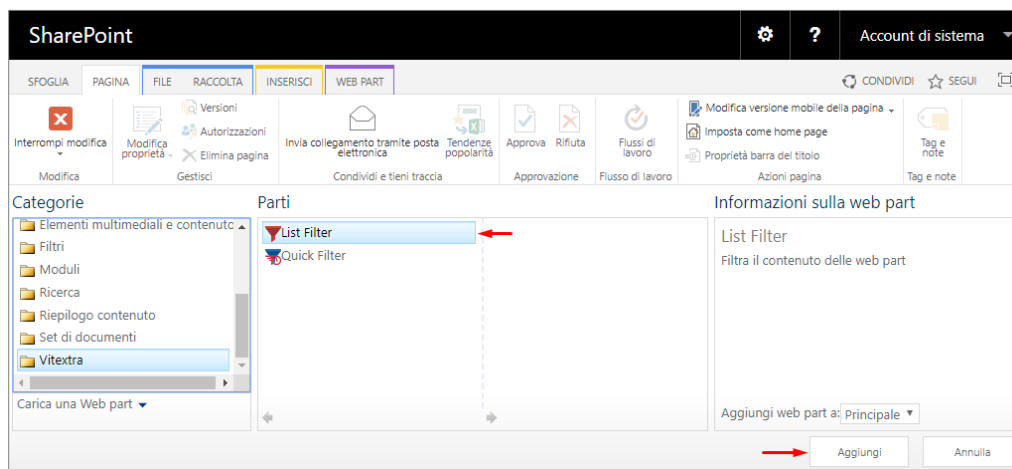 SharePoint
?
Account di sistema
SFOGLIA PAGINA FILE RACCOLTA INSERISCI WEB PART
CONDIVIDI SEGUI
Interrompi modifica
Modifica
Modifica
proprietà
Versioni
Autorizzazioni
Elimina pagina
Gestisci
Invia collegamento tramite posta
elettronica
Tendenze
popolarità
Condividi e tieni traccia
Approva Rifiuta
Approvazione
Flussi di
lavoro
Flusso di lavoro
Modifica versione mobile della pagina
Imposta come home page
Proprietà barra del titolo
Azioni pagina
Tag e
note
Tag e note
Categorie
Elementi multimediali e contenuto
Filtri
Moduli
Ricerca
Riepilogo contenuto
Set di documenti
Vitextra
Carica una Web part
Parti
List Filter
Quick Filter
Informazioni sulla web part
List Filter
Filtra il contenuto delle web part
Aggiungi web part a: Principale
Aggiungi Annulla